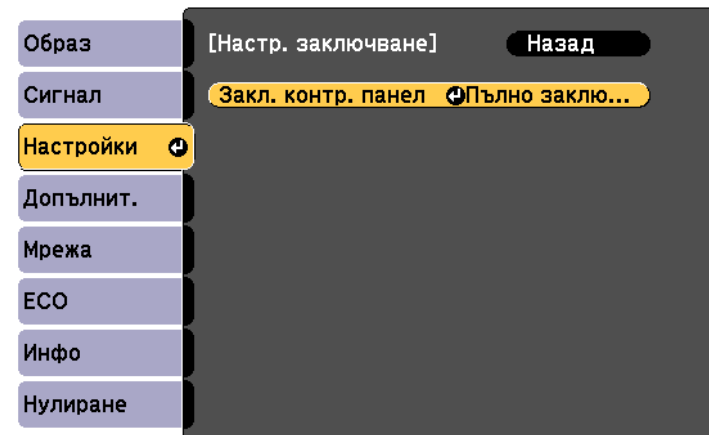 Образ
Сигнал
Настройки
Допълнит.
Мрежа
ECO
Инфо
Нулиране
[Настр. заключване] Назад
Закл. контр. панел Пълно заклю...